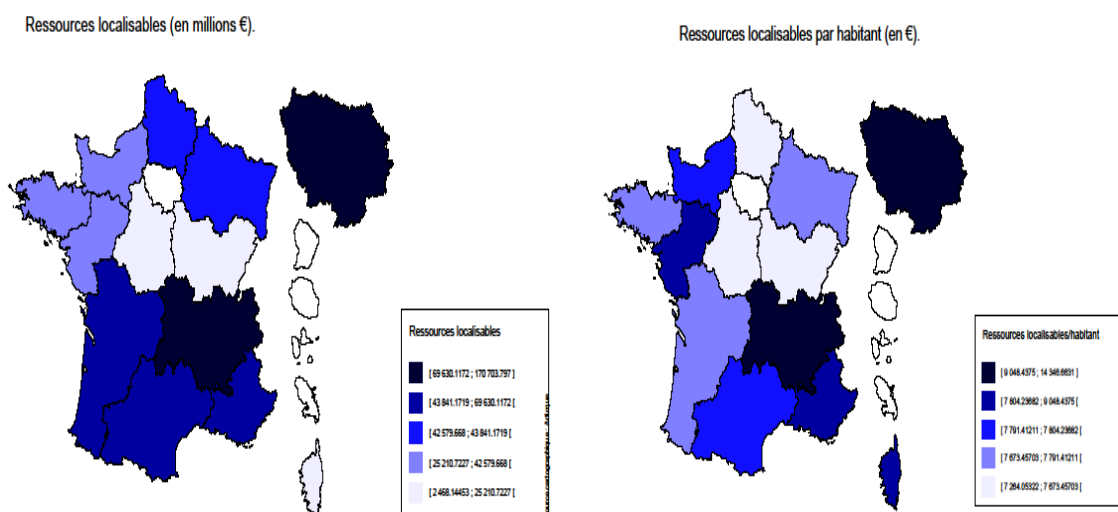 Ressources localisables (en millions €).
Ressources localisables
[ 69 630.1172 ; 170 703.797 ]
[ 43 841.1719 ; 69 630.1172 [
[ 42 579.668 ; 43 841.1719 [
[ 25 210.7227 ; 42 579.668 [
[ 2 468.14453 ; 25 210.7227 [
Ressources localisables par habitant (en €).
Ressources localisables/habitant
[ 9 048.4375 ; 14 346.6631 ]
[ 7 804.23682 ; 9 048.4375 [
[ 7 791.41211 ; 7 804.23682 [
[ 7 673.45703 ; 7 791.41211 [
[ 7 264.05322 ; 7 673.45703 [